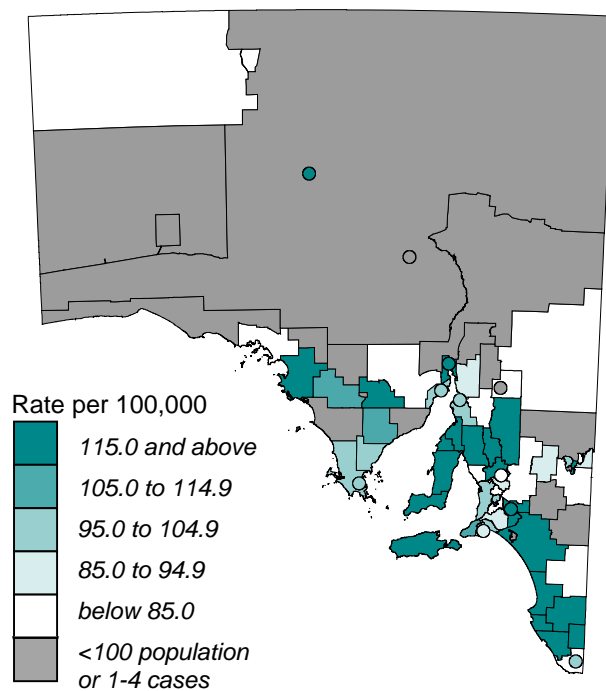 Rate per 100,000
115.0 and above
105.0 to 114.9
95.0 to 104.9
85.0 to 94.9
below 85.0
<100 population
or 1-4 cases